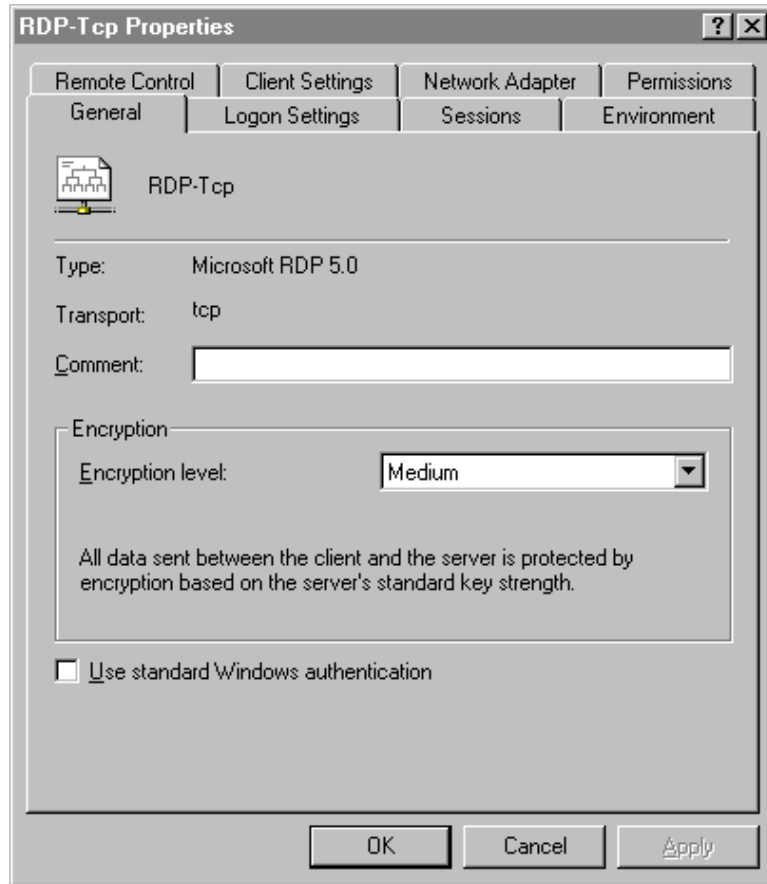 RDP-Tcp Properties
Remote Control Client Settings Network Adapter Permissions
General Logon Settings Sessions Environment
RDP-Tcp
Type: Microsoft RDP 5.0
Transport: tcp
Comment:
Encryption
Encryption level: Medium
All data sent between the client and the server is protected by
encryption based on the server's standard key strength.
Use standard Windows authentication
OK Cancel Apply